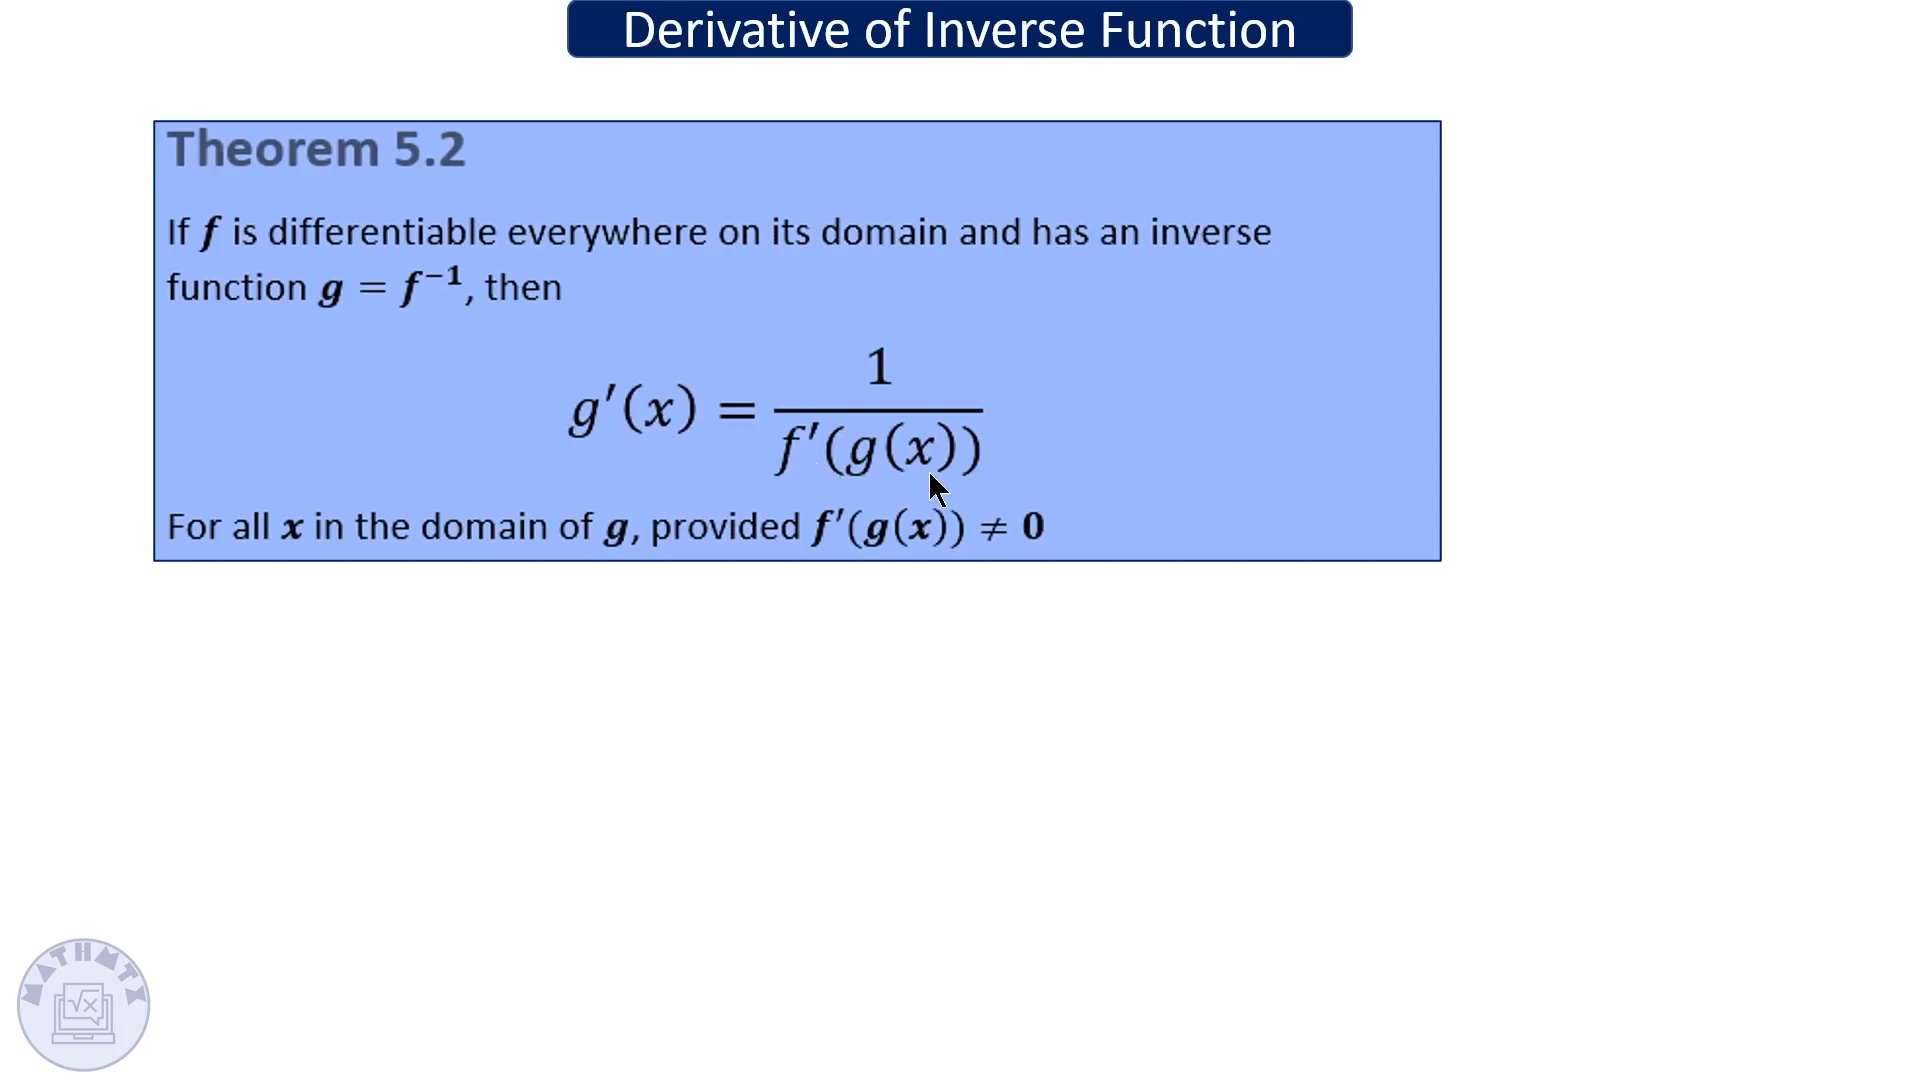 Derivative of Inverse Function
Theorem 5.2
If f is differentiable everywhere on its domain and has an inverse
function g = f⁻¹, then
g′(x) = 1 / f′(g(x))
For all x in the domain of g, provided f′(g(x)) ≠ 0
MATHMTX
√x